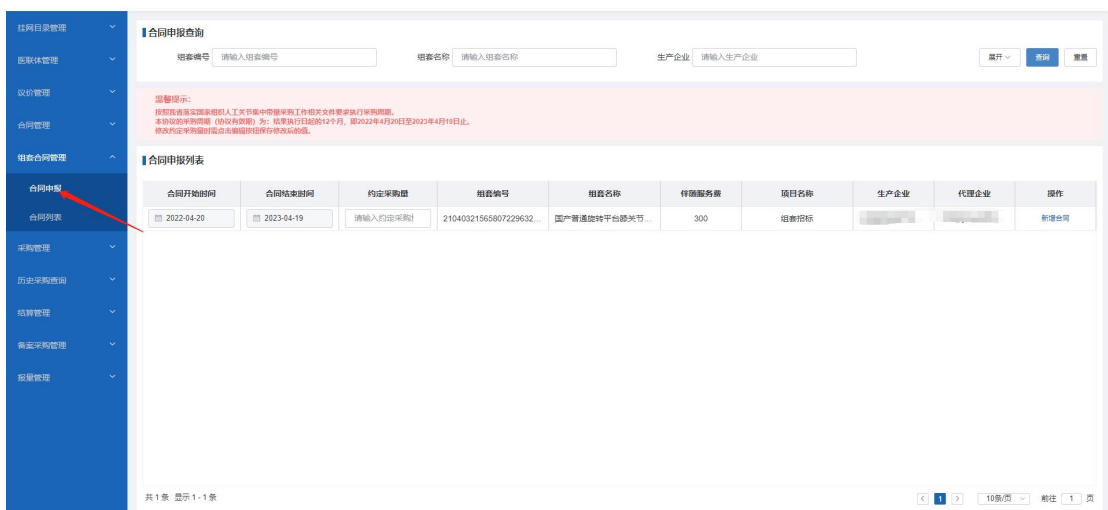 挂网目录管理
医联体管理
议价管理
合同管理
组套合同管理
合同申报
合同列表
采购管理
历史采购查询
结算管理
备案采购管理
报量管理
合同申报查询
组套编号 请输入组套编号 组套名称 请输入组套名称 生产企业 请输入生产企业 展开 查询 重置
温馨提示:
按照我省落实国家组织人工关节集中带量采购工作相关文件要求执行采购周期。
本协议的采购周期（协议有效期）为：结果执行日起的12个月，即2022年4月20日至2023年4月19日止。
修改约定采购量时需点击编辑按钮保存修改后的值。
合同申报列表
合同开始时间 合同结束时间 约定采购量 组套编号 组套名称 伴随服务费 项目名称 生产企业 代理企业 操作
2022-04-20 2023-04-19 请输入约定采购 21040321565807229632... 国产普通旋转平台膝关节... 300 组套招标 新增合同
共 1 条 显示 1 - 1 条 1 10条/页 前往 1 页